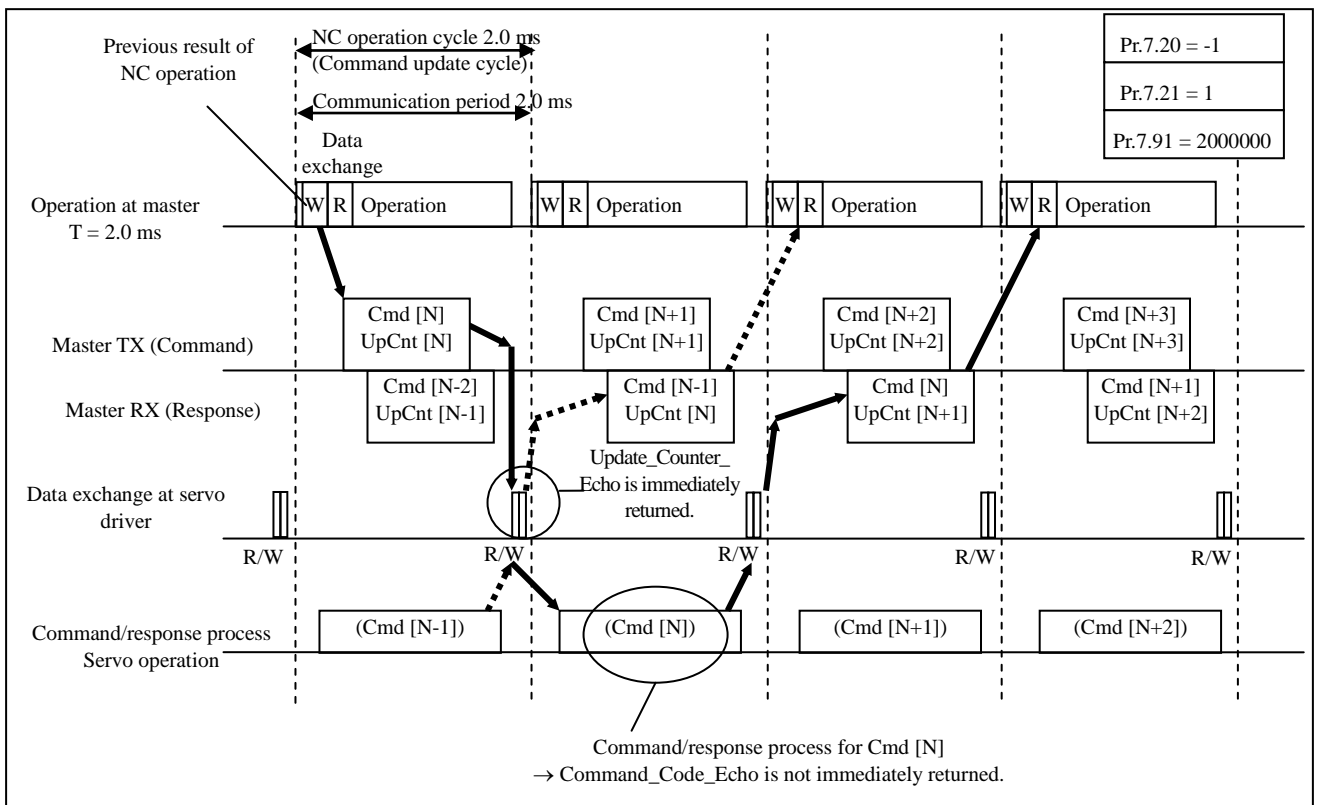 Previous result of
NC operation
NC operation cycle 2.0 ms
(Command update cycle)
Communication period 2.0 ms
Pr.7.20 = -1
Pr.7.21 = 1
Pr.7.91 = 2000000
Data
exchange
Operation at master
T = 2.0 ms
W R Operation
W R Operation
W R Operation
W R Operation
Master TX (Command)
Cmd [N]
UpCnt [N]
Cmd [N+1]
UpCnt [N+1]
Cmd [N+2]
UpCnt [N+2]
Cmd [N+3]
UpCnt [N+3]
Master RX (Response)
Cmd [N-2]
UpCnt [N-1]
Cmd [N-1]
UpCnt [N]
Cmd [N]
UpCnt [N+1]
Cmd [N+1]
UpCnt [N+2]
Update_Counter_
Echo is immediately
returned.
Data exchange at servo
driver
R/W
R/W
R/W
R/W
R/W
Command/response process
Servo operation
(Cmd [N-1])
(Cmd [N])
(Cmd [N+1])
(Cmd [N+2])
Command/response process for Cmd [N]
→ Command_Code_Echo is not immediately returned.